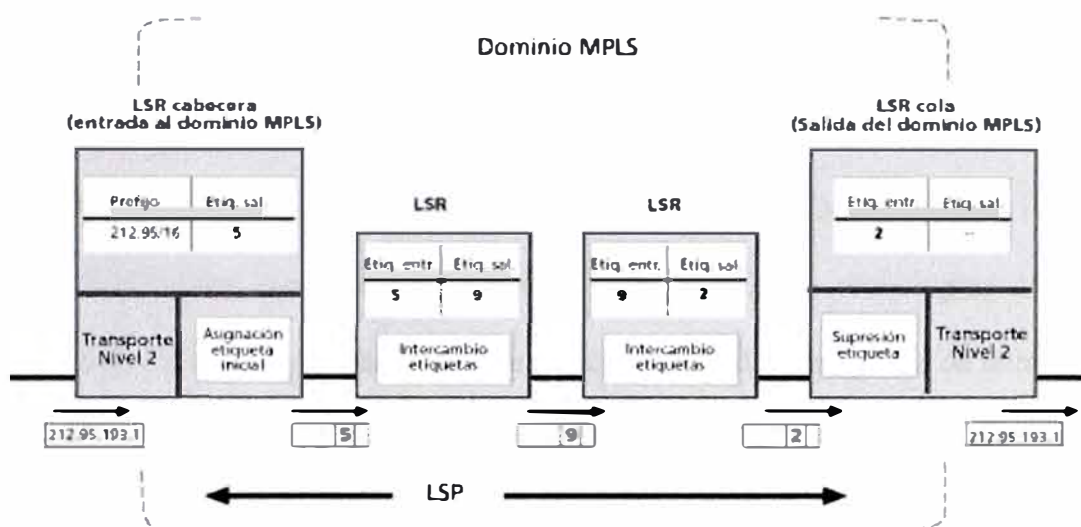 Dominio MPLS
LSR cabecera
(entrada al dominio MPLS)
LSR cola
(Salida del dominio MPLS)
Prefijo Etiq. sal.
212.95/16 5
LSR
Etiq. entr. Etiq. sal.
5 9
LSR
Etiq. entr. Etiq. sal.
9 2
Etiq. entr. Etiq. sal.
2 --
Transporte
Nivel 2
Asignación
etiqueta
inicial
Intercambio
etiquetas
Intercambio
etiquetas
Supresión
etiqueta
Transporte
Nivel 2
212.95.193.1
5
9
2
212.95.193.1
LSP